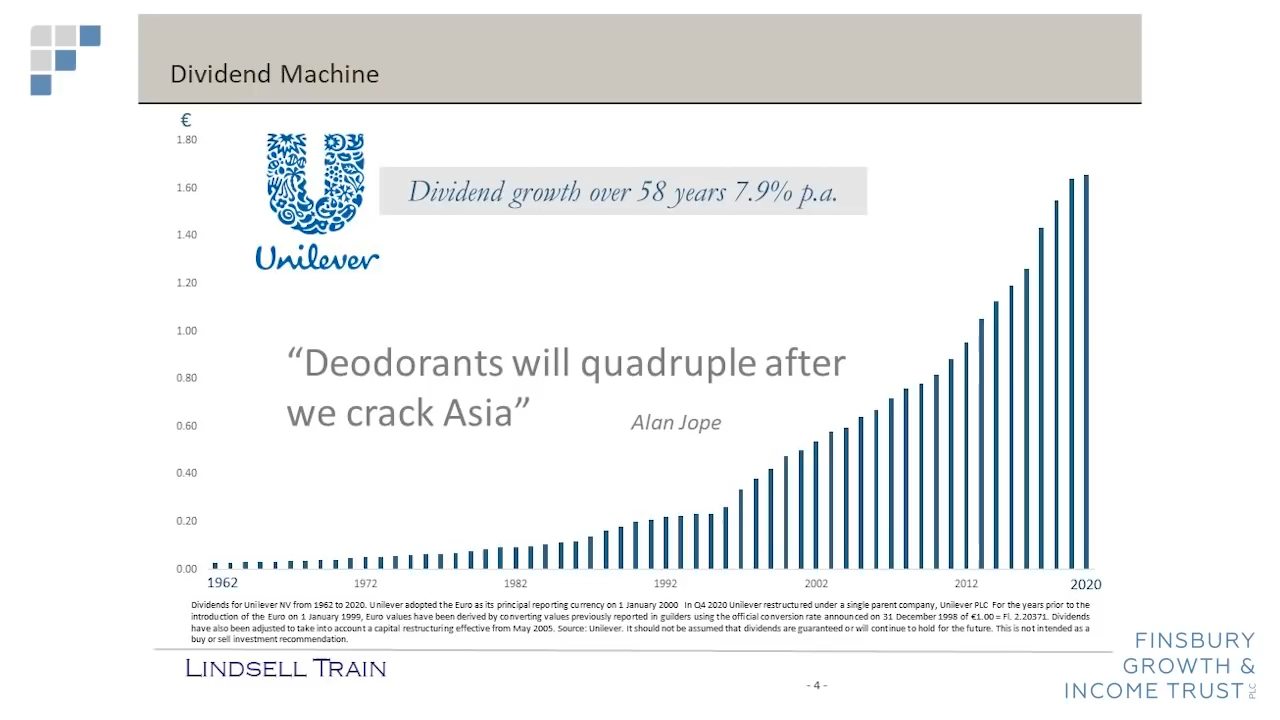 Dividend Machine
€
1.80
1.60
1.40
1.20
1.00
0.80
0.60
0.40
0.20
0.00
Unilever
Dividend growth over 58 years 7.9% p.a.
“Deodorants will quadruple after
we crack Asia”
Alan Jope
1962 1972 1982 1992 2002 2012 2020
Dividends for Unilever NV from 1962 to 2020. Unilever adopted the Euro as its principal reporting currency on 1 January 2000 In Q4 2020 Unilever restructured under a single parent company, Unilever PLC For the years prior to the
introduction of the Euro on 1 January 1999, Euro values have been derived by converting values previously reported in guilders using the official conversion rate announced on 31 December 1998 of €1.00 = Fl. 2.20371. Dividends
have also been adjusted to take into account a capital restructuring effective from May 2005. Source: Unilever. It should not be assumed that dividends are guaranteed or will continue to hold for the future. This is not intended as a
buy or sell investment recommendation.
LINDSELL TRAIN
- 4 -
FINSBURY
GROWTH &
INCOME TRUST PLC